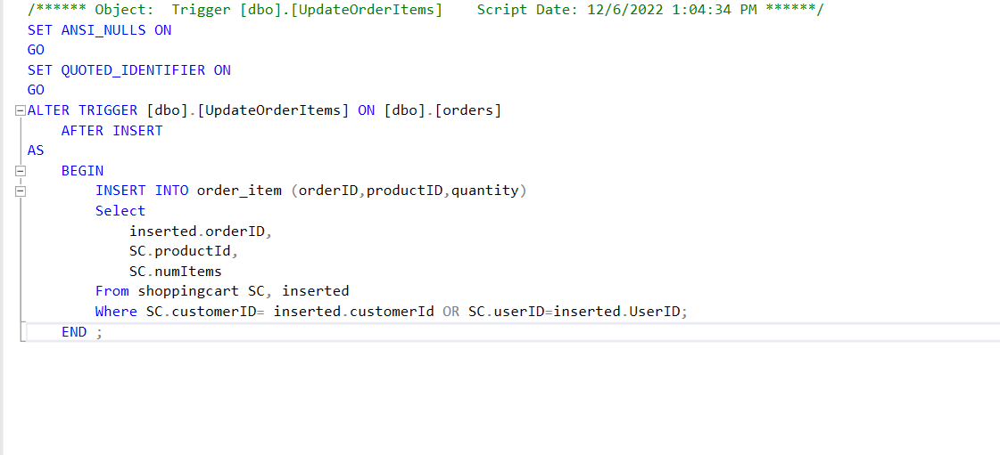 /****** Object:  Trigger [dbo].[UpdateOrderItems]    Script Date: 12/6/2022 1:04:34 PM ******/
SET ANSI_NULLS ON
GO
SET QUOTED_IDENTIFIER ON
GO
ALTER TRIGGER [dbo].[UpdateOrderItems] ON [dbo].[orders]
    AFTER INSERT
AS
    BEGIN
        INSERT INTO order_item (orderID,productID,quantity)
        Select
            inserted.orderID,
            SC.productId,
            SC.numItems
        From shoppingcart SC, inserted
        Where SC.customerID= inserted.customerId OR SC.userID=inserted.UserID;
    END ;